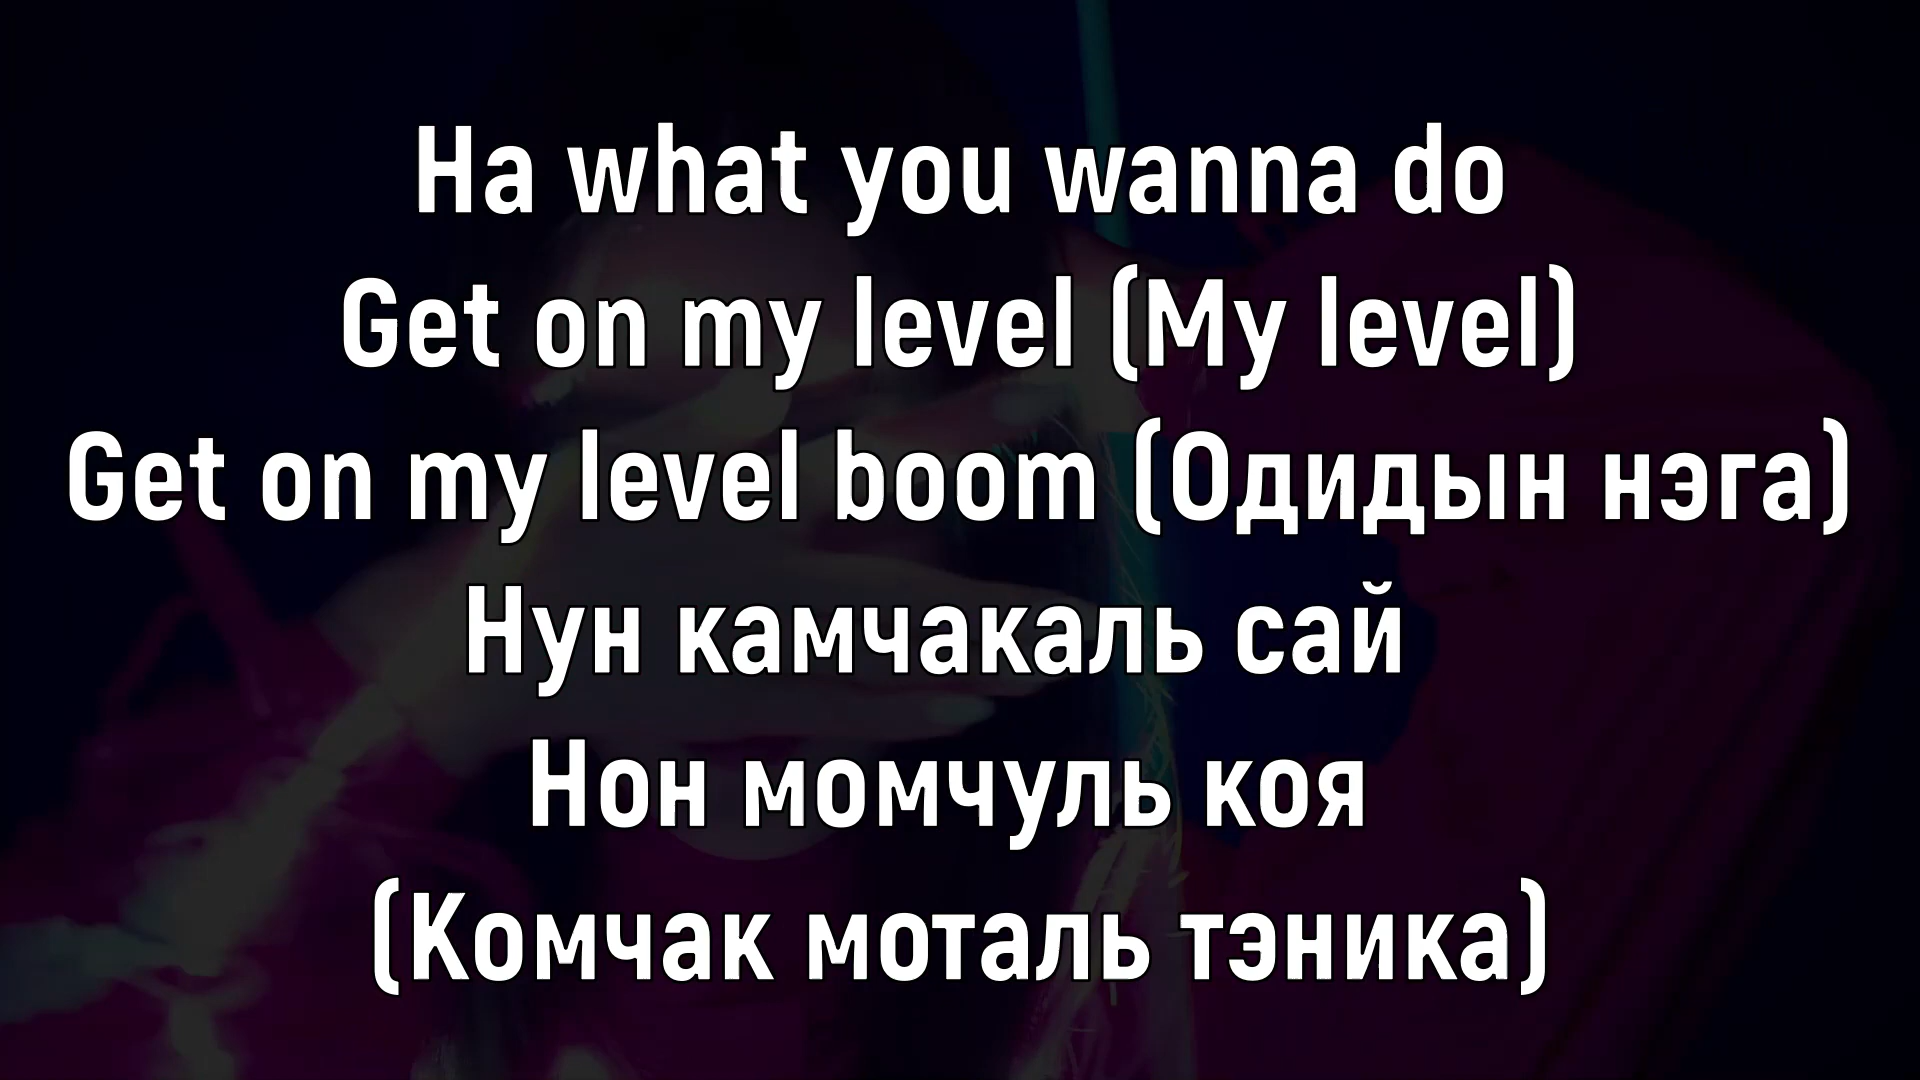 Ha what you wanna do
Get on my level (My level)
Get on my level boom (Одидын нэга)
Нун камчакаль сай
Нон момчуль коя
(Комчак моталь тэника)